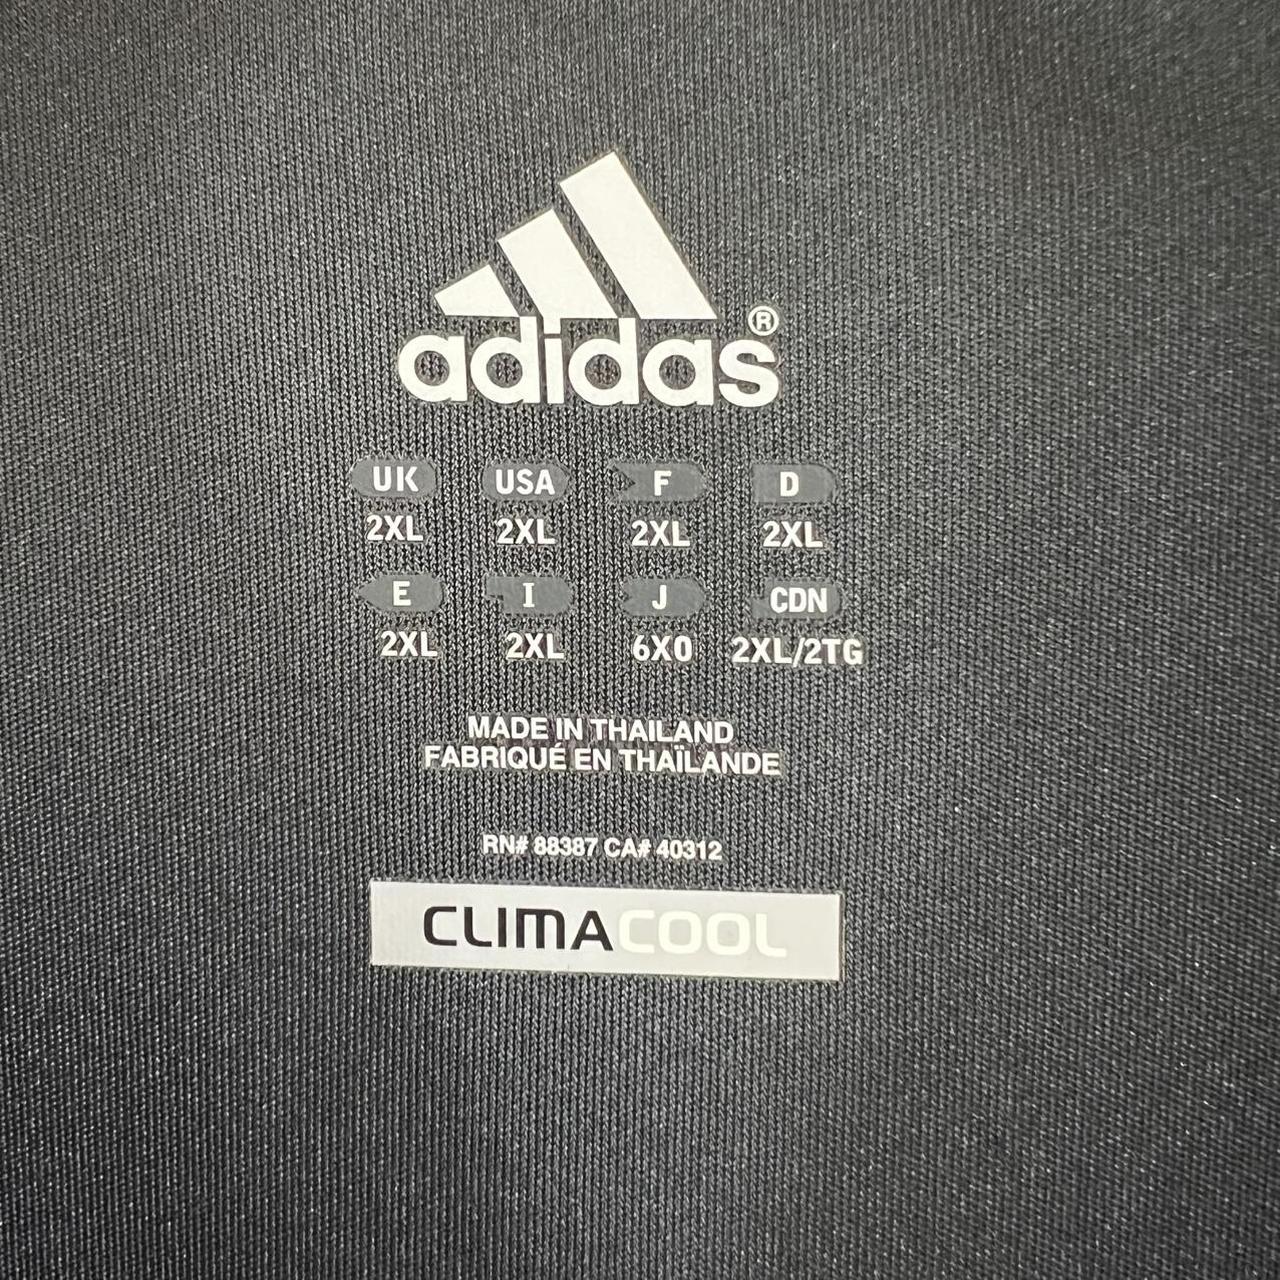 adidas®
UK USA F D
2XL 2XL 2XL 2XL
E I J CDN
2XL 2XL 6XO 2XL/2TG
MADE IN THAILAND
FABRIQUÉ EN THAÏLANDE
RN# 88387 CA# 40312
CLIMACOOL